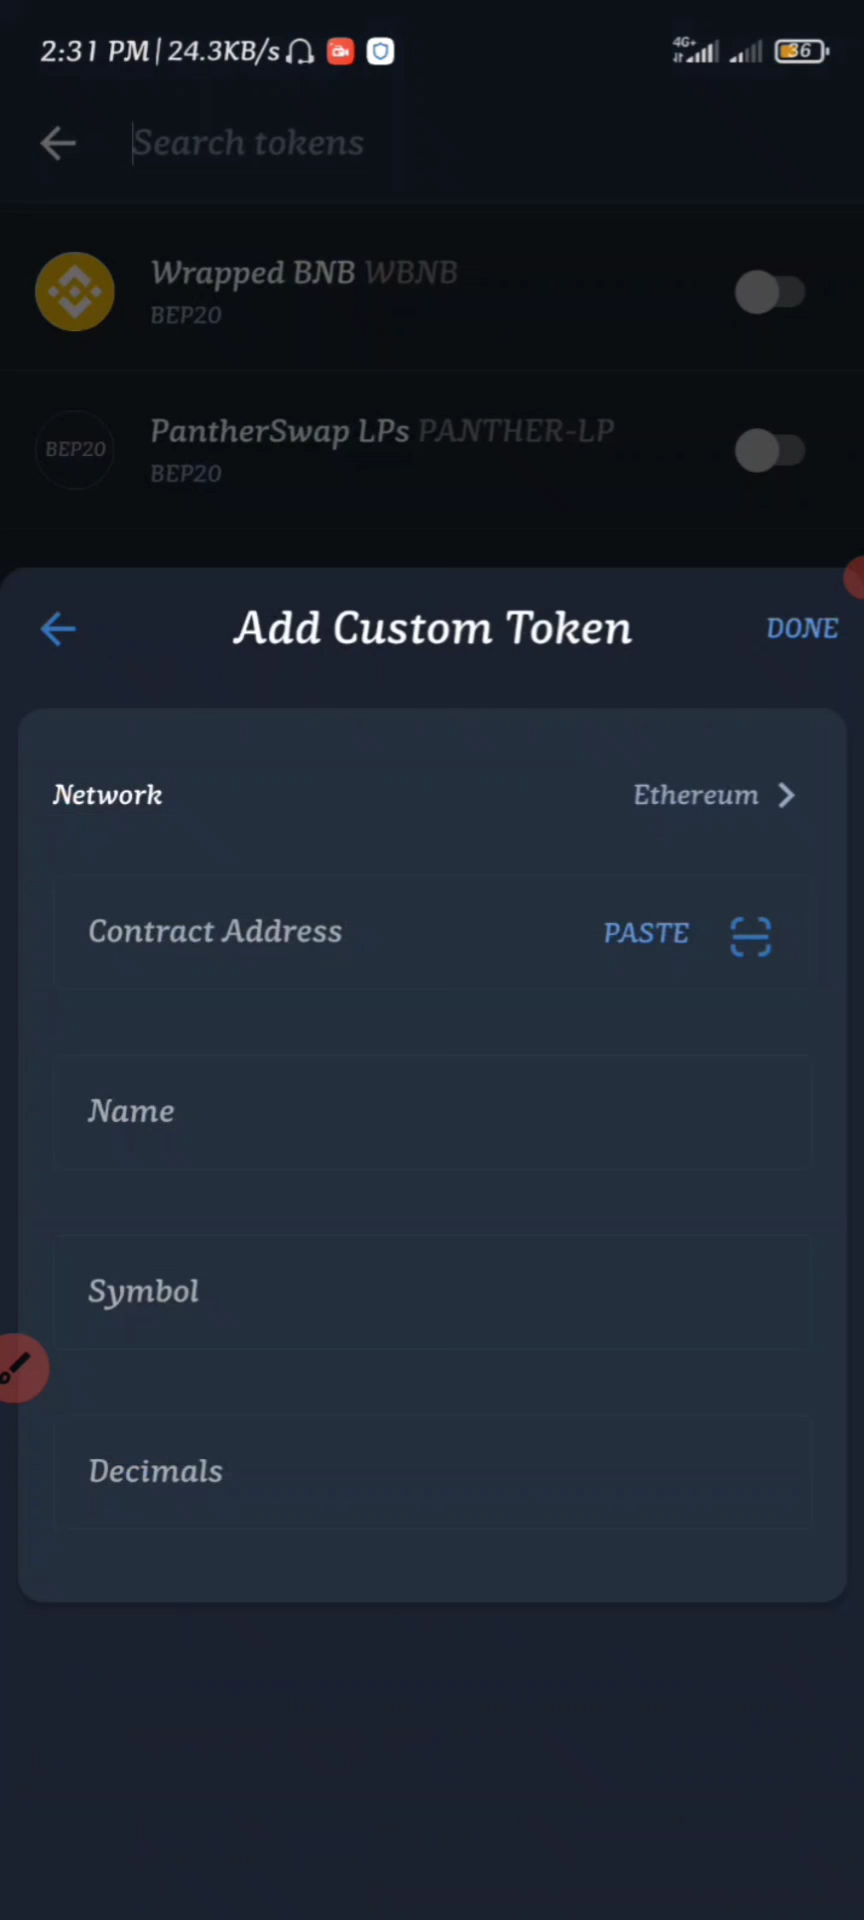 2:31 PM | 24.3KB/s 4G+ 36
Search tokens
Wrapped BNB WBNB
BEP20
BEP20
PantherSwap LPs PANTHER-LP
BEP20
Add Custom Token DONE
Network Ethereum
Contract Address PASTE
Name
Symbol
Decimals